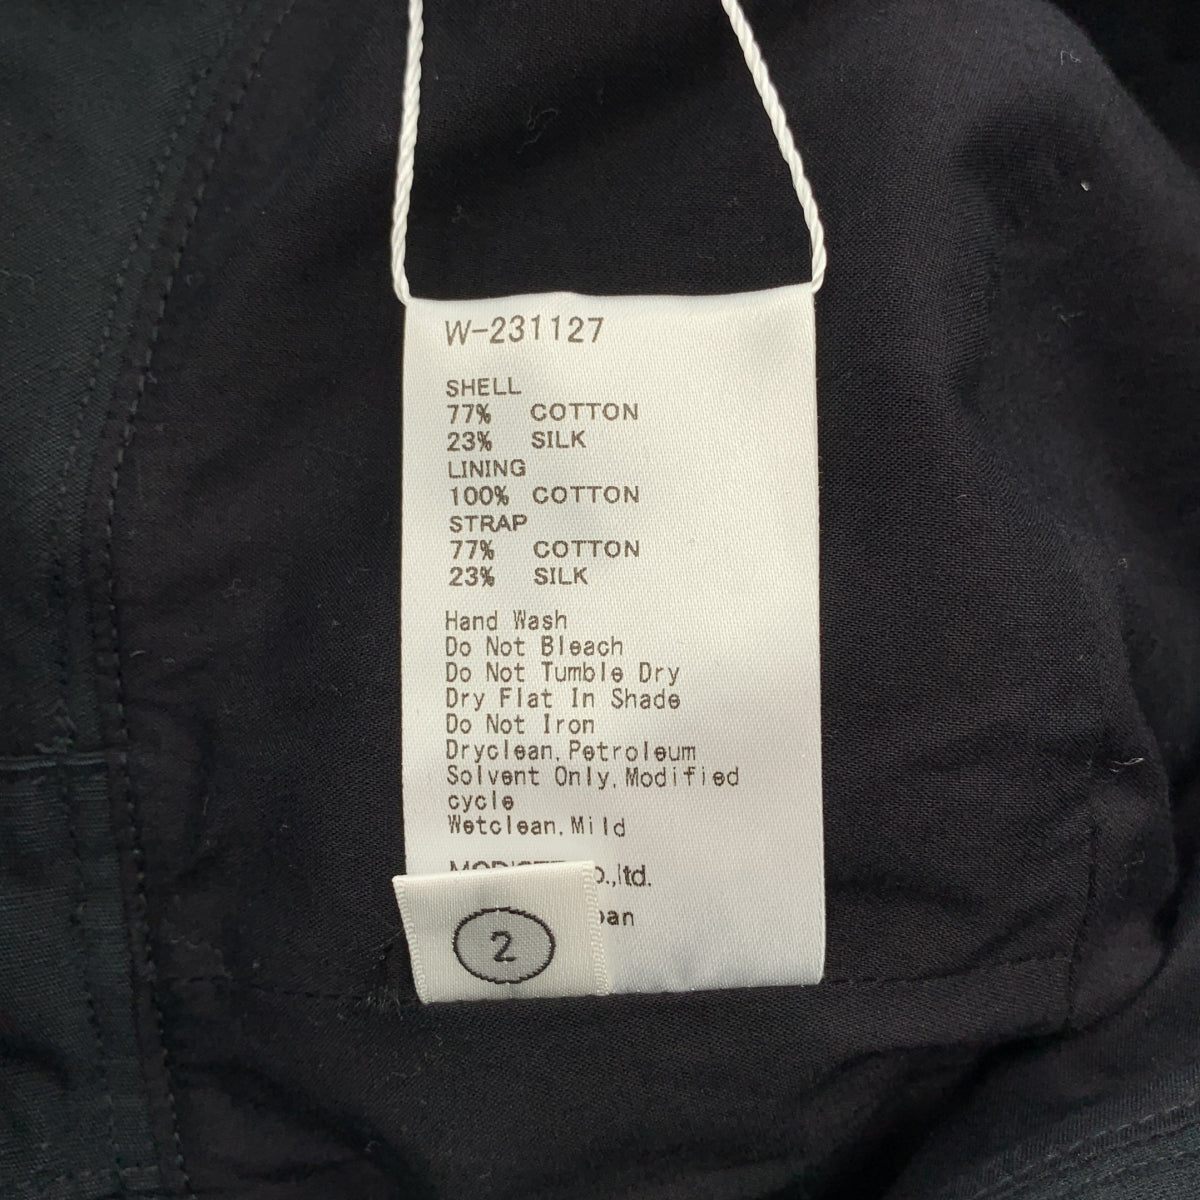 W-231127
SHELL
77% COTTON
23% SILK
LINING
100% COTTON
STRAP
77% COTTON
23% SILK
Hand Wash
Do Not Bleach
Do Not Tumble Dry
Dry Flat In Shade
Do Not Iron
Dryclean,Petroleum
Solvent Only,Modified
cycle
Wetclean,Mild
o.,ltd.
pan
2